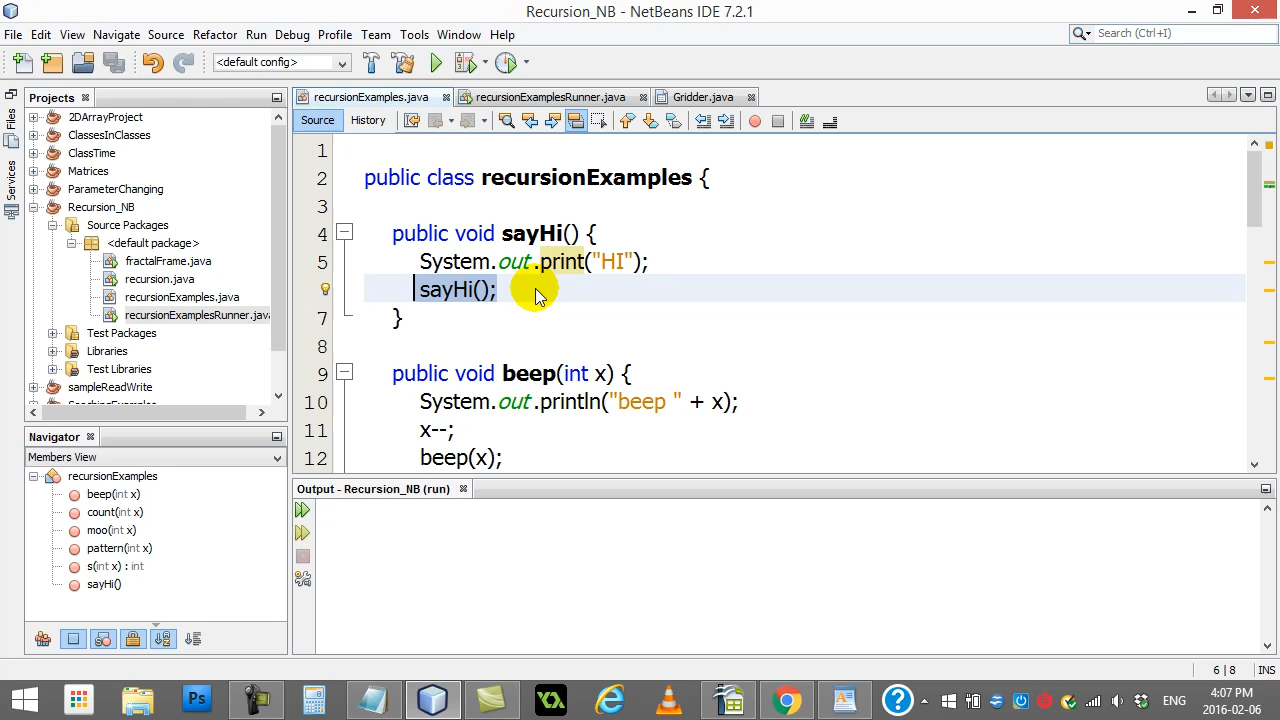 Recursion_NB - NetBeans IDE 7.2.1
File Edit View Navigate Source Refactor Run Debug Profile Team Tools Window Help
Search (Ctrl+I)
<default config>
Files
Services
Projects
2DArrayProject
ClassesInClasses
ClassTime
Matrices
ParameterChanging
Recursion_NB
Source Packages
<default package>
fractalFrame.java
recursion.java
recursionExamples.java
recursionExamplesRunner.java
Test Packages
Libraries
Test Libraries
sampleReadWrite
recursionExamples.java recursionExamplesRunner.java Gridder.java
Source History
1
2 public class recursionExamples {
3
4 public void sayHi() {
5 System.out.print("HI");
sayHi();
7 }
8
9 public void beep(int x) {
10 System.out.println("beep " + x);
11 x--;
12 beep(x);
Navigator
Members View
recursionExamples
beep(int x)
count(int x)
moo(int x)
pattern(int x)
s(int x) : int
sayHi()
Output - Recursion_NB (run)
6 | 8 INS
Ps
ENG
4:07 PM
2016-02-06